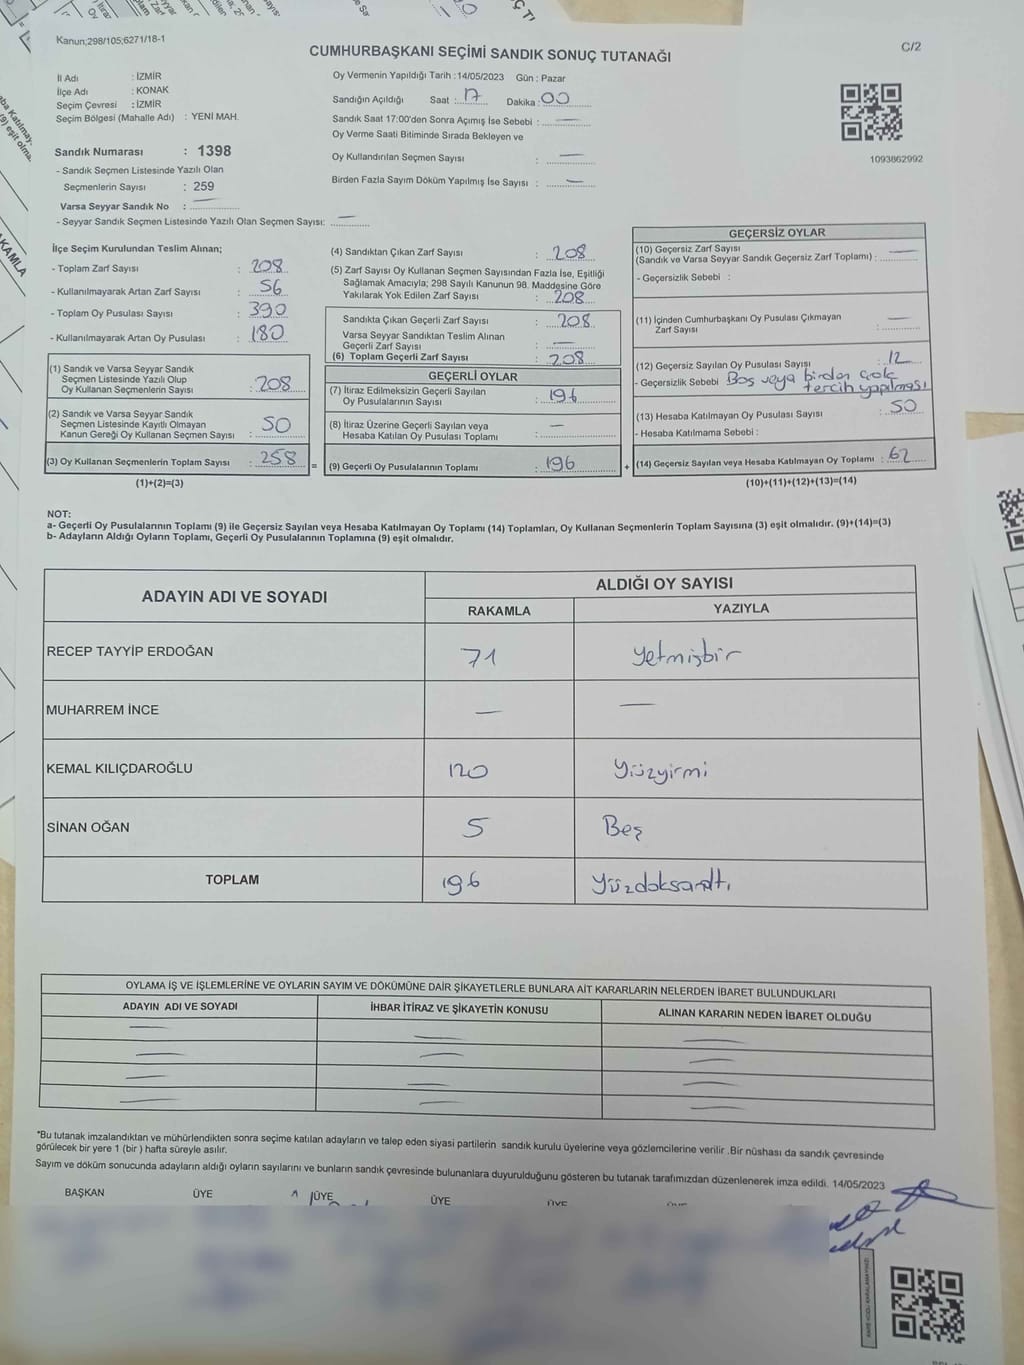 Kanun;298/105;6271/18-1
C/2
CUMHURBAŞKANI SEÇİMİ SANDIK SONUÇ TUTANAĞI
İl Adı : İZMİR
İlçe Adı : KONAK
Seçim Çevresi : İZMİR
Seçim Bölgesi (Mahalle Adı) : YENİ MAH.
Sandık Numarası : 1398
- Sandık Seçmen Listesinde Yazılı Olan
Seçmenlerin Sayısı : 259
Varsa Seyyar Sandık No : —
- Seyyar Sandık Seçmen Listesinde Yazılı Olan Seçmen Sayısı: —
Oy Vermenin Yapıldığı Tarih :14/05/2023 Gün : Pazar
Sandığın Açıldığı Saat : 17 Dakika : 00
Sandık Saat 17:00'den Sonra Açımış İse Sebebi : —
Oy Verme Saati Bitiminde Sırada Bekleyen ve
Oy Kullandırılan Seçmen Sayısı : —
Birden Fazla Sayım Döküm Yapılmış İse Sayısı : —
1093862992
İlçe Seçim Kurulundan Teslim Alınan;
- Toplam Zarf Sayısı : 208
- Kullanılmayarak Artan Zarf Sayısı : 56
- Toplam Oy Pusulası Sayısı : 390
- Kullanılmayarak Artan Oy Pusulası : 180
(1) Sandık ve Varsa Seyyar Sandık
Seçmen Listesinde Yazılı Olup
Oy Kullanan Seçmenlerin Sayısı : 208
(2) Sandık ve Varsa Seyyar Sandık
Seçmen Listesinde Kayıtlı Olmayan
Kanun Gereği Oy Kullanan Seçmen Sayısı : 50
(3) Oy Kullanan Seçmenlerin Toplam Sayısı : 258
(1)+(2)=(3)
(4) Sandıktan Çıkan Zarf Sayısı : 208
(5) Zarf Sayısı Oy Kullanan Seçmen Sayısından Fazla İse, Eşitliği
Sağlamak Amacıyla; 298 Sayılı Kanunun 98. Maddesine Göre
Yakılarak Yok Edilen Zarf Sayısı : 208
Sandıkta Çıkan Geçerli Zarf Sayısı : 208
Varsa Seyyar Sandıktan Teslim Alınan
Geçerli Zarf Sayısı : —
(6) Toplam Geçerli Zarf Sayısı : 208
GEÇERLİ OYLAR
(7) İtiraz Edilmeksizin Geçerli Sayılan
Oy Pusulalarının Sayısı : 196
(8) İtiraz Üzerine Geçerli Sayılan veya
Hesaba Katılan Oy Pusulası Toplamı : —
= (9) Geçerli Oy Pusulalarının Toplamı : 196 +
GEÇERSİZ OYLAR
(10) Geçersiz Zarf Sayısı
(Sandık ve Varsa Seyyar Sandık Geçersiz Zarf Toplamı) : —
- Geçersizlik Sebebi :
(11) İçinden Cumhurbaşkanı Oy Pusulası Çıkmayan
Zarf Sayısı : —
(12) Geçersiz Sayılan Oy Pusulası Sayısı : 12
- Geçersizlik Sebebi Boş veya birden çok
tercih yapılması
(13) Hesaba Katılmayan Oy Pusulası Sayısı : 50
- Hesaba Katılmama Sebebi :
(14) Geçersiz Sayılan veya Hesaba Katılmayan Oy Toplamı : 62
(10)+(11)+(12)+(13)=(14)
NOT:
a- Geçerli Oy Pusulalarının Toplamı (9) ile Geçersiz Sayılan veya Hesaba Katılmayan Oy Toplamı (14) Toplamları, Oy Kullanan Seçmenlerin Toplam Sayısına (3) eşit olmalıdır. (9)+(14)=(3)
b- Adayların Aldığı Oyların Toplamı, Geçerli Oy Pusulalarının Toplamına (9) eşit olmalıdır.
ADAYIN ADI VE SOYADI ALDIĞI OY SAYISI
RAKAMLA YAZIYLA
RECEP TAYYİP ERDOĞAN 71 Yetmişbir
MUHARREM İNCE — —
KEMAL KILIÇDAROĞLU 120 Yüzyirmi
SİNAN OĞAN 5 Beş
TOPLAM 196 Yüzdoksanaltı
OYLAMA İŞ VE İŞLEMLERİNE VE OYLARIN SAYIM VE DÖKÜMÜNE DAİR ŞİKAYETLERLE BUNLARA AİT KARARLARIN NELERDEN İBARET BULUNDUKLARI
ADAYIN ADI VE SOYADI İHBAR İTİRAZ VE ŞİKAYETİN KONUSU ALINAN KARARIN NEDEN İBARET OLDUĞU
— — —
— — —
— — —
— — —
*Bu tutanak imzalandıktan ve mühürlendikten sonra seçime katılan adayların ve talep eden siyasi partilerin sandık kurulu üyelerine veya gözlemcilerine verilir .Bir nüshası da sandık çevresinde
görülecek bir yere 1 (bir ) hafta süreyle asılır.
Sayım ve döküm sonucunda adayların aldığı oyların sayılarını ve bunların sandık çevresinde bulunanlara duyurulduğunu gösteren bu tutanak tarafımızdan düzenlenerek imza edildi. 14/05/2023
BAŞKAN ÜYE ÜYE ÜYE ÜYE